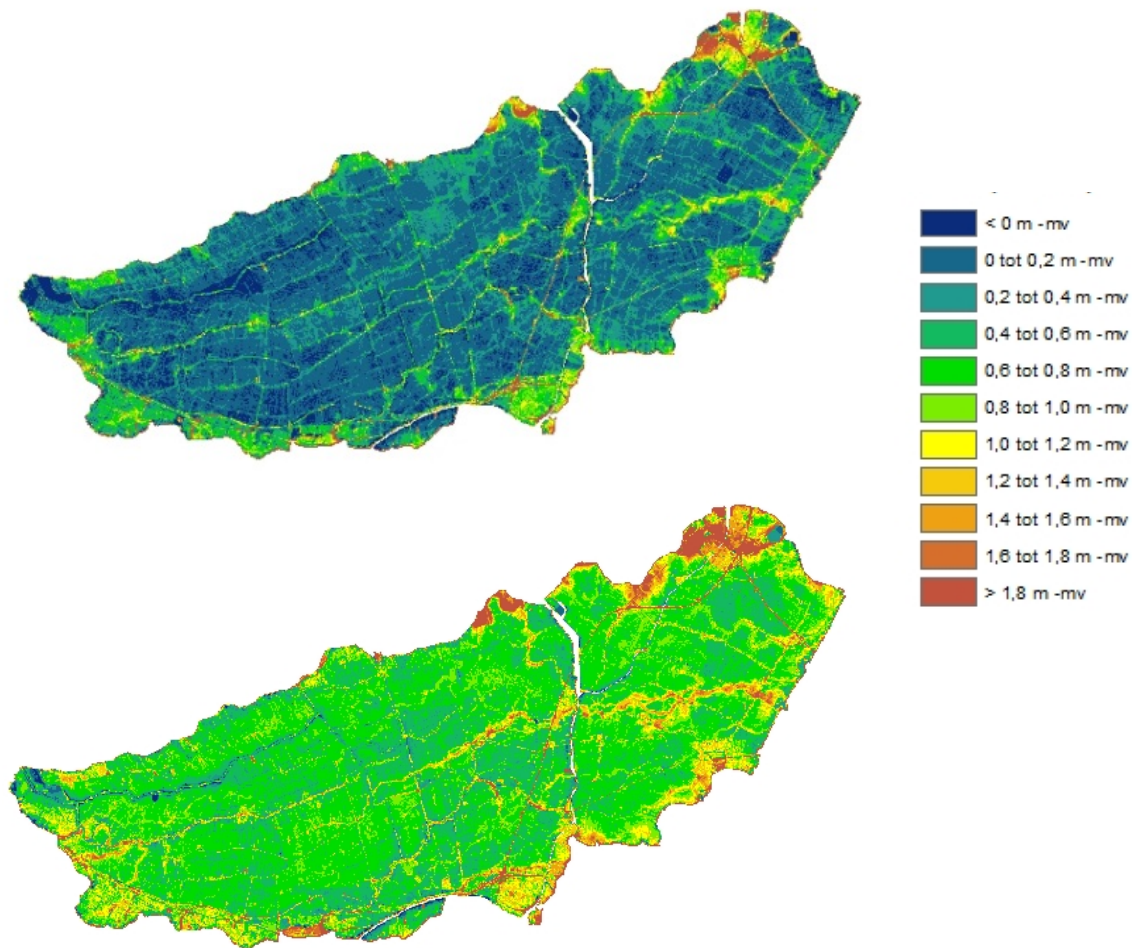 < 0 m -mv
0 tot 0,2 m -mv
0,2 tot 0,4 m -mv
0,4 tot 0,6 m -mv
0,6 tot 0,8 m -mv
0,8 tot 1,0 m -mv
1,0 tot 1,2 m -mv
1,2 tot 1,4 m -mv
1,4 tot 1,6 m -mv
1,6 tot 1,8 m -mv
> 1,8 m -mv